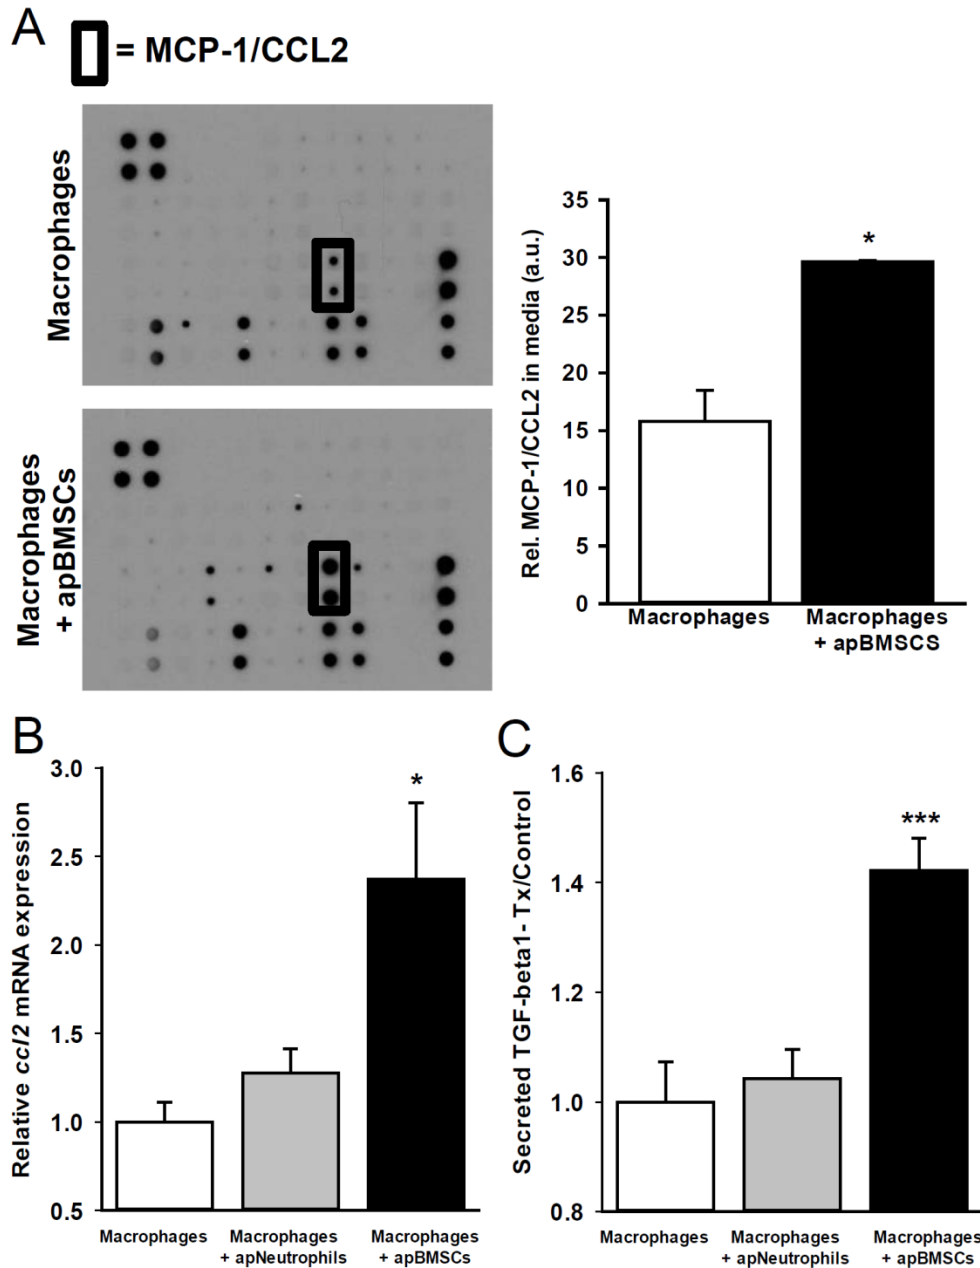 A
= MCP-1/CCL2
Macrophages
Macrophages
+ apBMSCs
Rel. MCP-1/CCL2 in media (a.u.)
35
30
25
20
15
10
5
0
*
Macrophages
Macrophages
+ apBMSCS
B
Relative ccl2 mRNA expression
3.0
2.5
2.0
1.5
1.0
0.5
*
Macrophages
Macrophages
+ apNeutrophils
Macrophages
+ apBMSCs
C
Secreted TGF-beta1- Tx/Control
1.6
1.4
1.2
1.0
0.8
***
Macrophages
Macrophages
+ apNeutrophils
Macrophages
+ apBMSCs